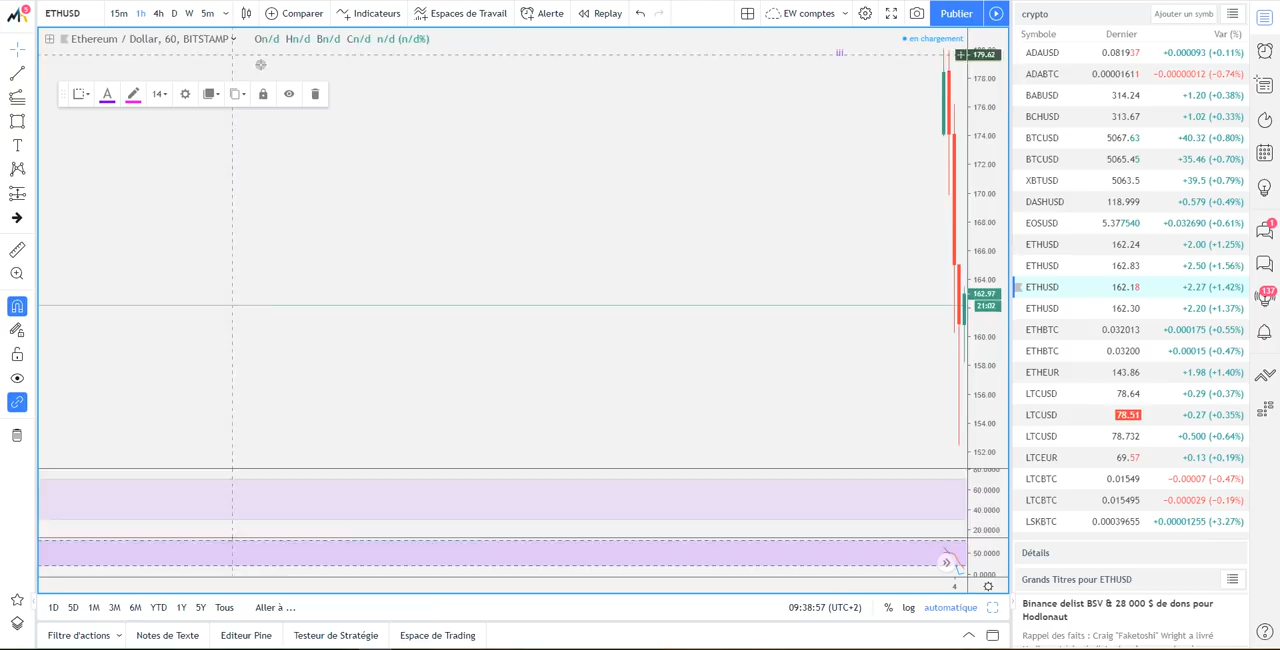 5
ETHUSD 15m 1h 4h D W 5m Comparer Indicateurs Espaces de Travail Alerte Replay EW comptes Publier
Ethereum / Dollar, 60, BITSTAMP On/d Hn/d Bn/d Cn/d n/d (n/d%)
en chargement
iii
14
179.62
178.00
176.00
174.00
172.00
170.00
168.00
166.00
164.00
162.97
21:02
160.00
158.00
156.00
154.00
152.00
80.0000
60.0000
40.0000
20.0000
50.0000
0.0000
4
1D 5D 1M 3M 6M YTD 1Y 5Y Tous Aller à ... 09:38:57 (UTC+2) % log automatique
Filtre d'actions Notes de Texte Editeur Pine Testeur de Stratégie Espace de Trading
crypto Ajouter un symb
Symbole Dernier Var (%)
ADAUSD 0.081937 +0.000093 (+0.11%)
ADABTC 0.00001611 −0.00000012 (−0.74%)
BABUSD 314.24 +1.20 (+0.38%)
BCHUSD 313.67 +1.02 (+0.33%)
BTCUSD 5067.63 +40.32 (+0.80%)
BTCUSD 5065.45 +35.46 (+0.70%)
XBTUSD 5063.5 +39.5 (+0.79%)
DASHUSD 118.999 +0.579 (+0.49%)
EOSUSD 5.377540 +0.032690 (+0.61%)
ETHUSD 162.24 +2.00 (+1.25%)
ETHUSD 162.83 +2.50 (+1.56%)
ETHUSD 162.18 +2.27 (+1.42%)
ETHUSD 162.30 +2.20 (+1.37%)
ETHBTC 0.032013 +0.000175 (+0.55%)
ETHBTC 0.03200 +0.00015 (+0.47%)
ETHEUR 143.86 +1.98 (+1.40%)
LTCUSD 78.64 +0.29 (+0.37%)
LTCUSD 78.51 +0.27 (+0.35%)
LTCUSD 78.732 +0.500 (+0.64%)
LTCEUR 69.57 +0.13 (+0.19%)
LTCBTC 0.01549 −0.00007 (−0.47%)
LTCBTC 0.015495 −0.000029 (−0.19%)
LSKBTC 0.00039655 +0.00001255 (+3.27%)
Détails
Grands Titres pour ETHUSD
Binance delist BSV & 28 000 $ de dons pour
Hodlonaut
Rappel des faits : Craig "Faketoshi" Wright a livré
1
137